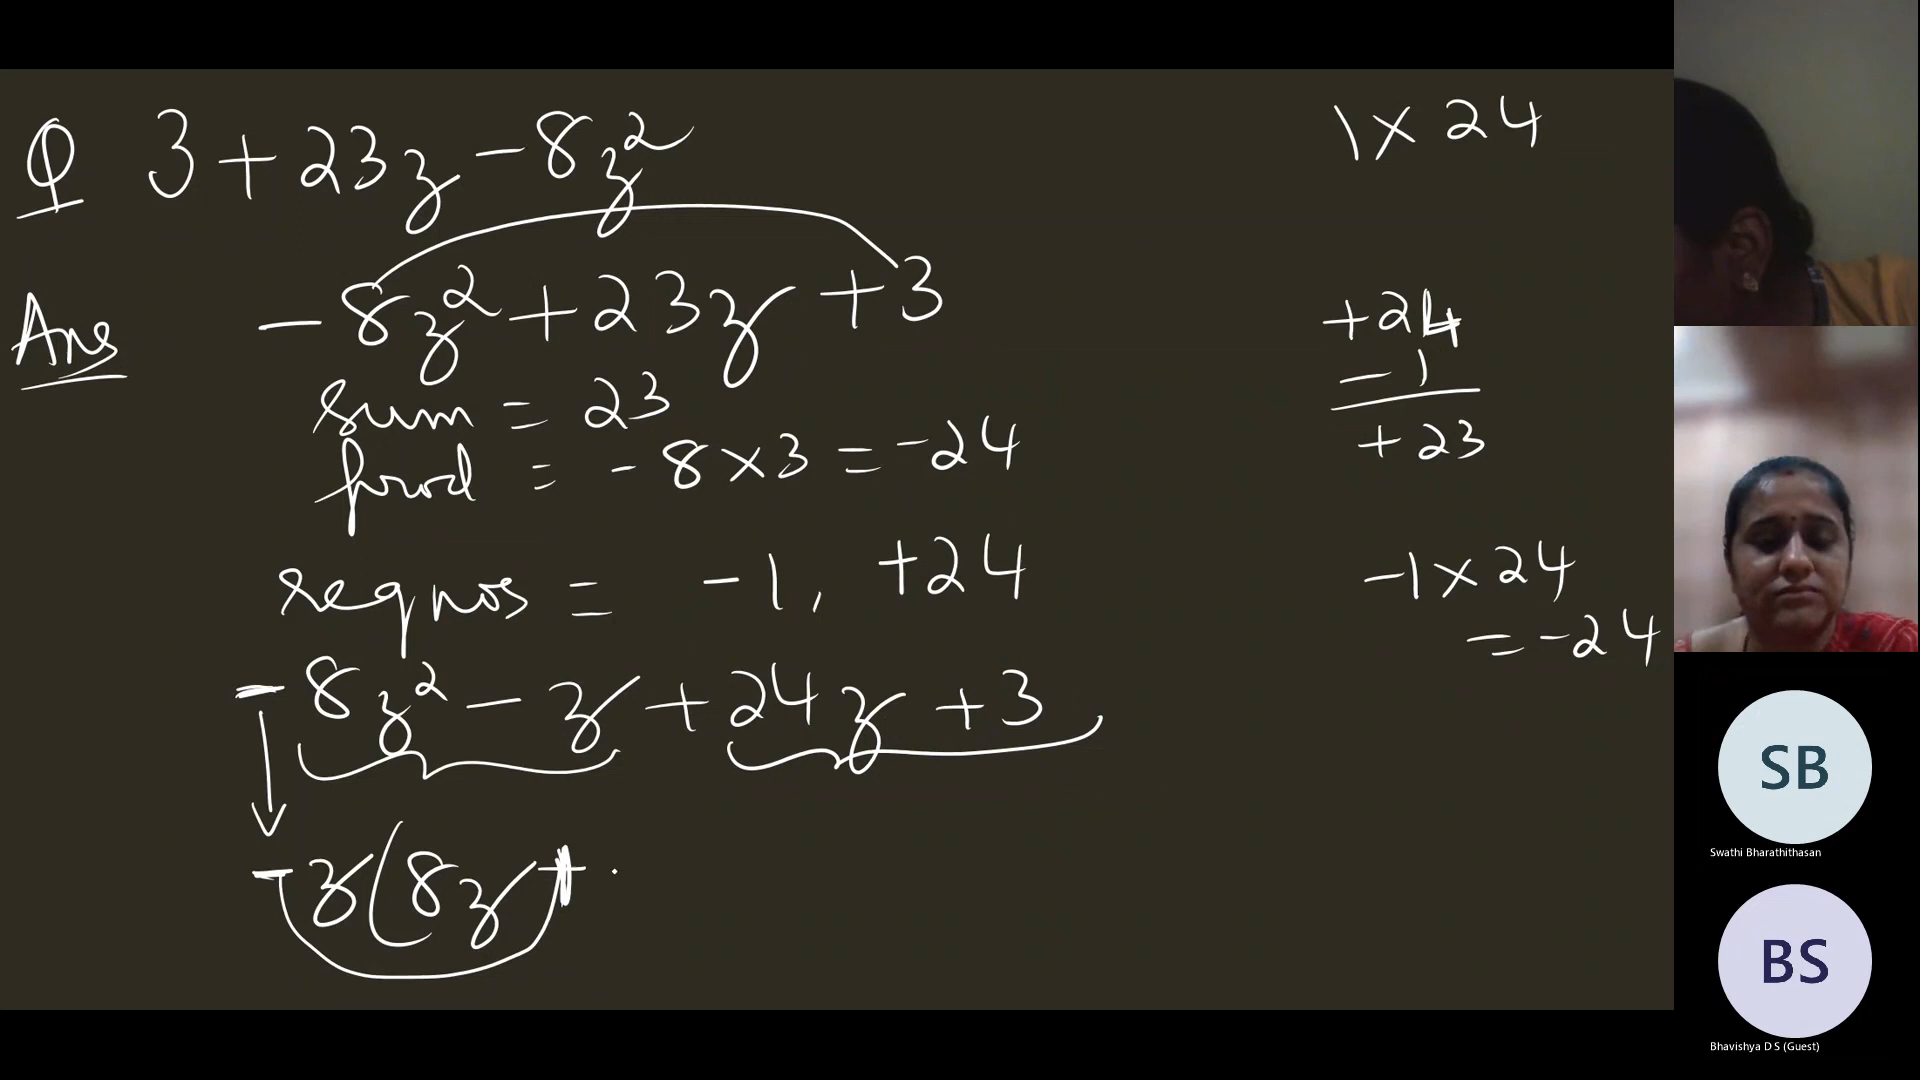 Q 3 + 23z - 8z²
Ans - 8z² + 23z + 3
sum = 23
prod = - 8 × 3 = -24
req nos = - 1, + 24
- 8z² - z + 24z + 3
- z(8z + .
1 × 24
+ 24
- 1
+ 23
- 1 × 24
= - 24
SB
Swathi Bharathithasan
BS
Bhavishya D S (Guest)